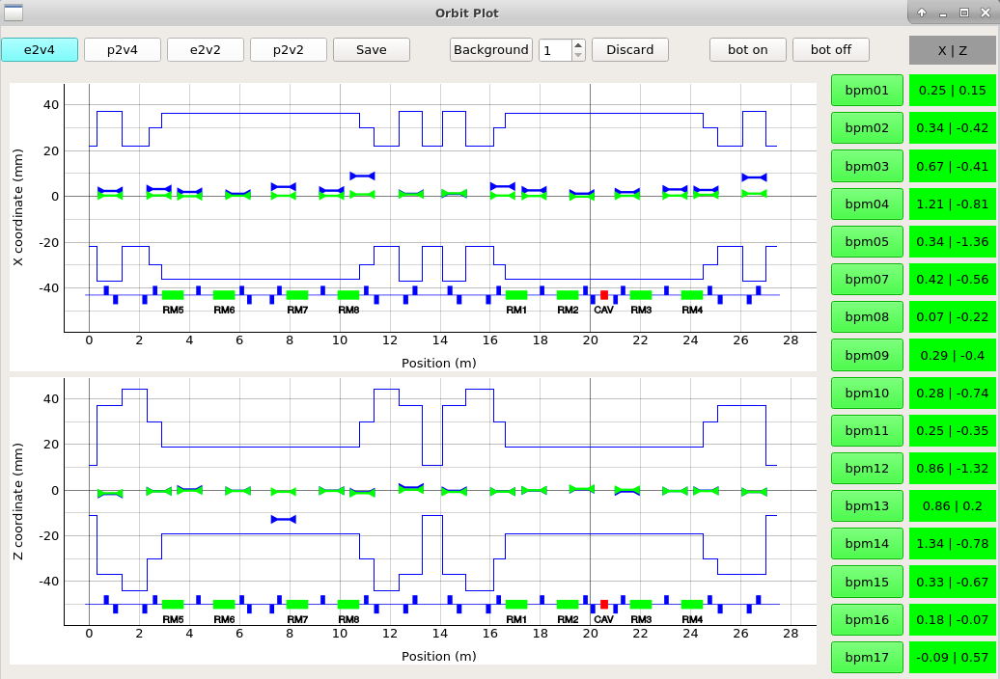 Orbit Plot
e2v4 p2v4 e2v2 p2v2 Save Background 1 Discard bot on bot off X | Z
40
20
0
-20
-40
X coordinate (mm)
RM5 RM6 RM7 RM8 RM1 RM2 CAV RM3 RM4
0 2 4 6 8 10 12 14 16 18 20 22 24 26 28
Position (m)
40
20
0
-20
-40
Z coordinate (mm)
RM5 RM6 RM7 RM8 RM1 RM2 CAV RM3 RM4
0 2 4 6 8 10 12 14 16 18 20 22 24 26 28
Position (m)
bpm01 0.25 | 0.15
bpm02 0.34 | -0.42
bpm03 0.67 | -0.41
bpm04 1.21 | -0.81
bpm05 0.34 | -1.36
bpm07 0.42 | -0.56
bpm08 0.07 | -0.22
bpm09 0.29 | -0.4
bpm10 0.28 | -0.74
bpm11 0.25 | -0.35
bpm12 0.86 | -1.32
bpm13 0.86 | 0.2
bpm14 1.34 | -0.78
bpm15 0.33 | -0.67
bpm16 0.18 | -0.07
bpm17 -0.09 | 0.57